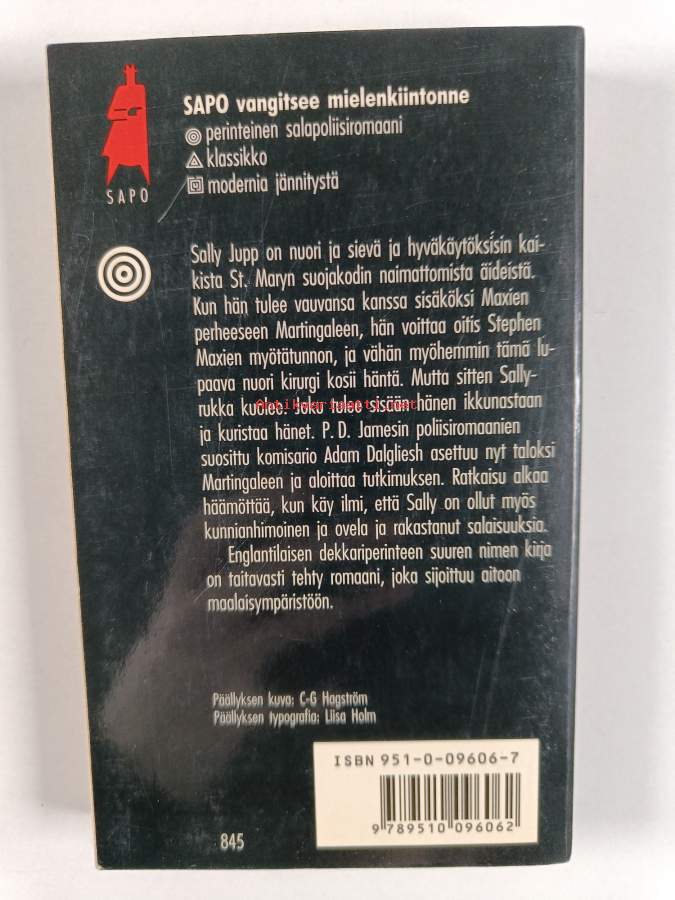 SAPO vangitsee mielenkiintonne
perinteinen salapoliisiromaani
klassikko
modernia jännitystä
SAPO
Sally Jupp on nuori ja sievä ja hyväkäytöksisin kai-
kista St. Maryn suojakodin naimattomista äideistä.
Kun hän tulee vauvansa kanssa sisäköksi Maxien
perheeseen Martingaleen, hän voittaa oitis Stephen
Maxien myötätunnon, ja vähän myöhemmin tämä lu-
paava nuori kirurgi kosii häntä. Mutta sitten Sally-
rukka kuolee. Joku tulee sisään hänen ikkunastaan
Antikvariaatti.net
ja kuristaa hänet. P. D. Jamesin poliisiromaanien
suosittu komisario Adam Dalgliesh asettuu nyt taloksi
Martingaleen ja aloittaa tutkimuksen. Ratkaisu alkaa
häämöttää, kun käy ilmi, että Sally on ollut myös
kunnianhimoinen ja ovela ja rakastanut salaisuuksia.
Englantilaisen dekkariperinteen suuren nimen kirja
on taitavasti tehty romaani, joka sijoittuu aitoon
maalaisympäristöön.
Päällyksen kuva: C-G Hagström
Päällyksen typografia: Liisa Holm
ISBN 951-0-09606-7
9 789510 096062
845